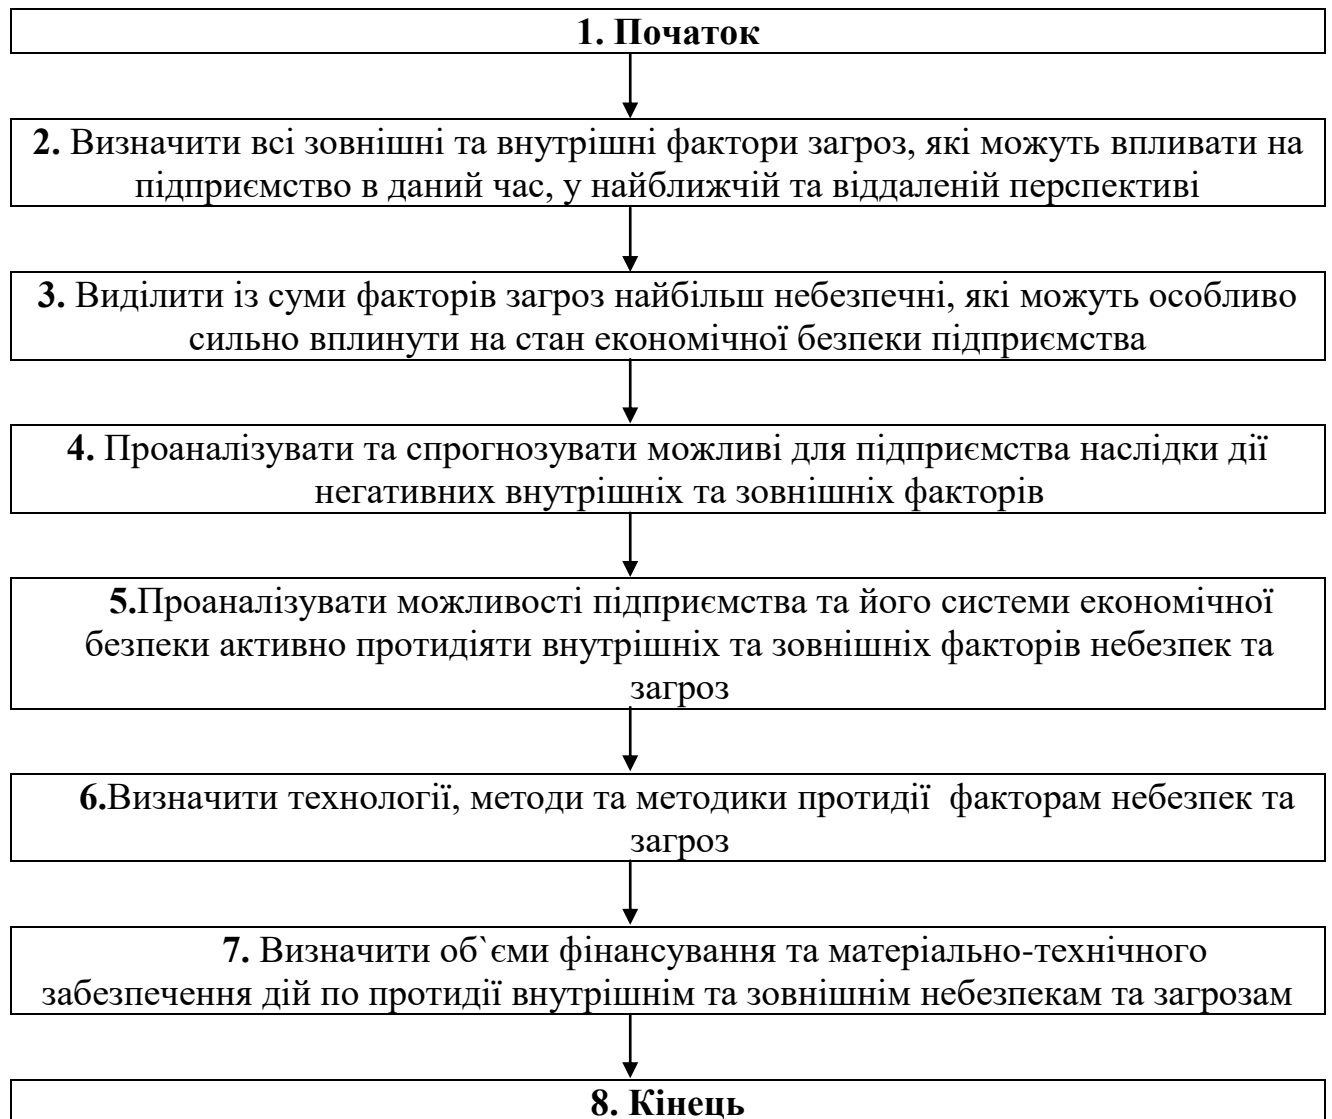 1. Початок
2. Визначити всі зовнішні та внутрішні фактори загроз, які можуть впливати на
підприємство в даний час, у найближчій та віддаленій перспективі
3. Виділити із суми факторів загроз найбільш небезпечні, які можуть особливо
сильно вплинути на стан економічної безпеки підприємства
4. Проаналізувати та спрогнозувати можливі для підприємства наслідки дії
негативних внутрішніх та зовнішніх факторів
5.Проаналізувати можливості підприємства та його системи економічної
безпеки активно протидіяти внутрішніх та зовнішніх факторів небезпек та
загроз
6.Визначити технології, методи та методики протидії  факторам небезпек та
загроз
7. Визначити об`єми фінансування та матеріально-технічного
забезпечення дій по протидії внутрішнім та зовнішнім небезпекам та загрозам
8. Кінець